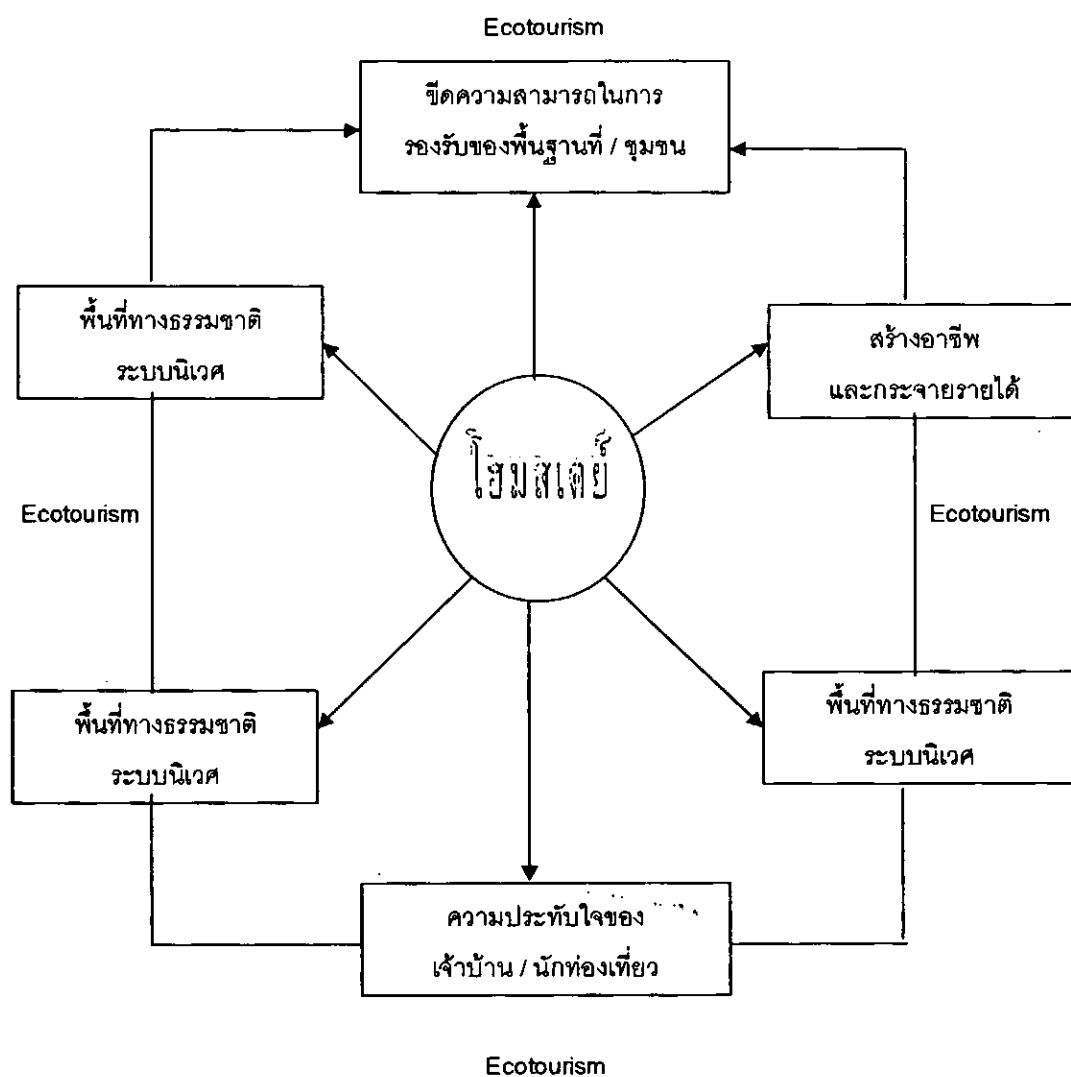 Ecotourism
ขีดความสามารถในการ
รองรับของพื้นฐานที่ / ชุมชน
พื้นที่ทางธรรมชาติ
ระบบนิเวศ
สร้างอาชีพ
และกระจายรายได้
โฮมสเตย์
Ecotourism
Ecotourism
พื้นที่ทางธรรมชาติ
ระบบนิเวศ
พื้นที่ทางธรรมชาติ
ระบบนิเวศ
ความประทับใจของ
เจ้าบ้าน / นักท่องเที่ยว
Ecotourism